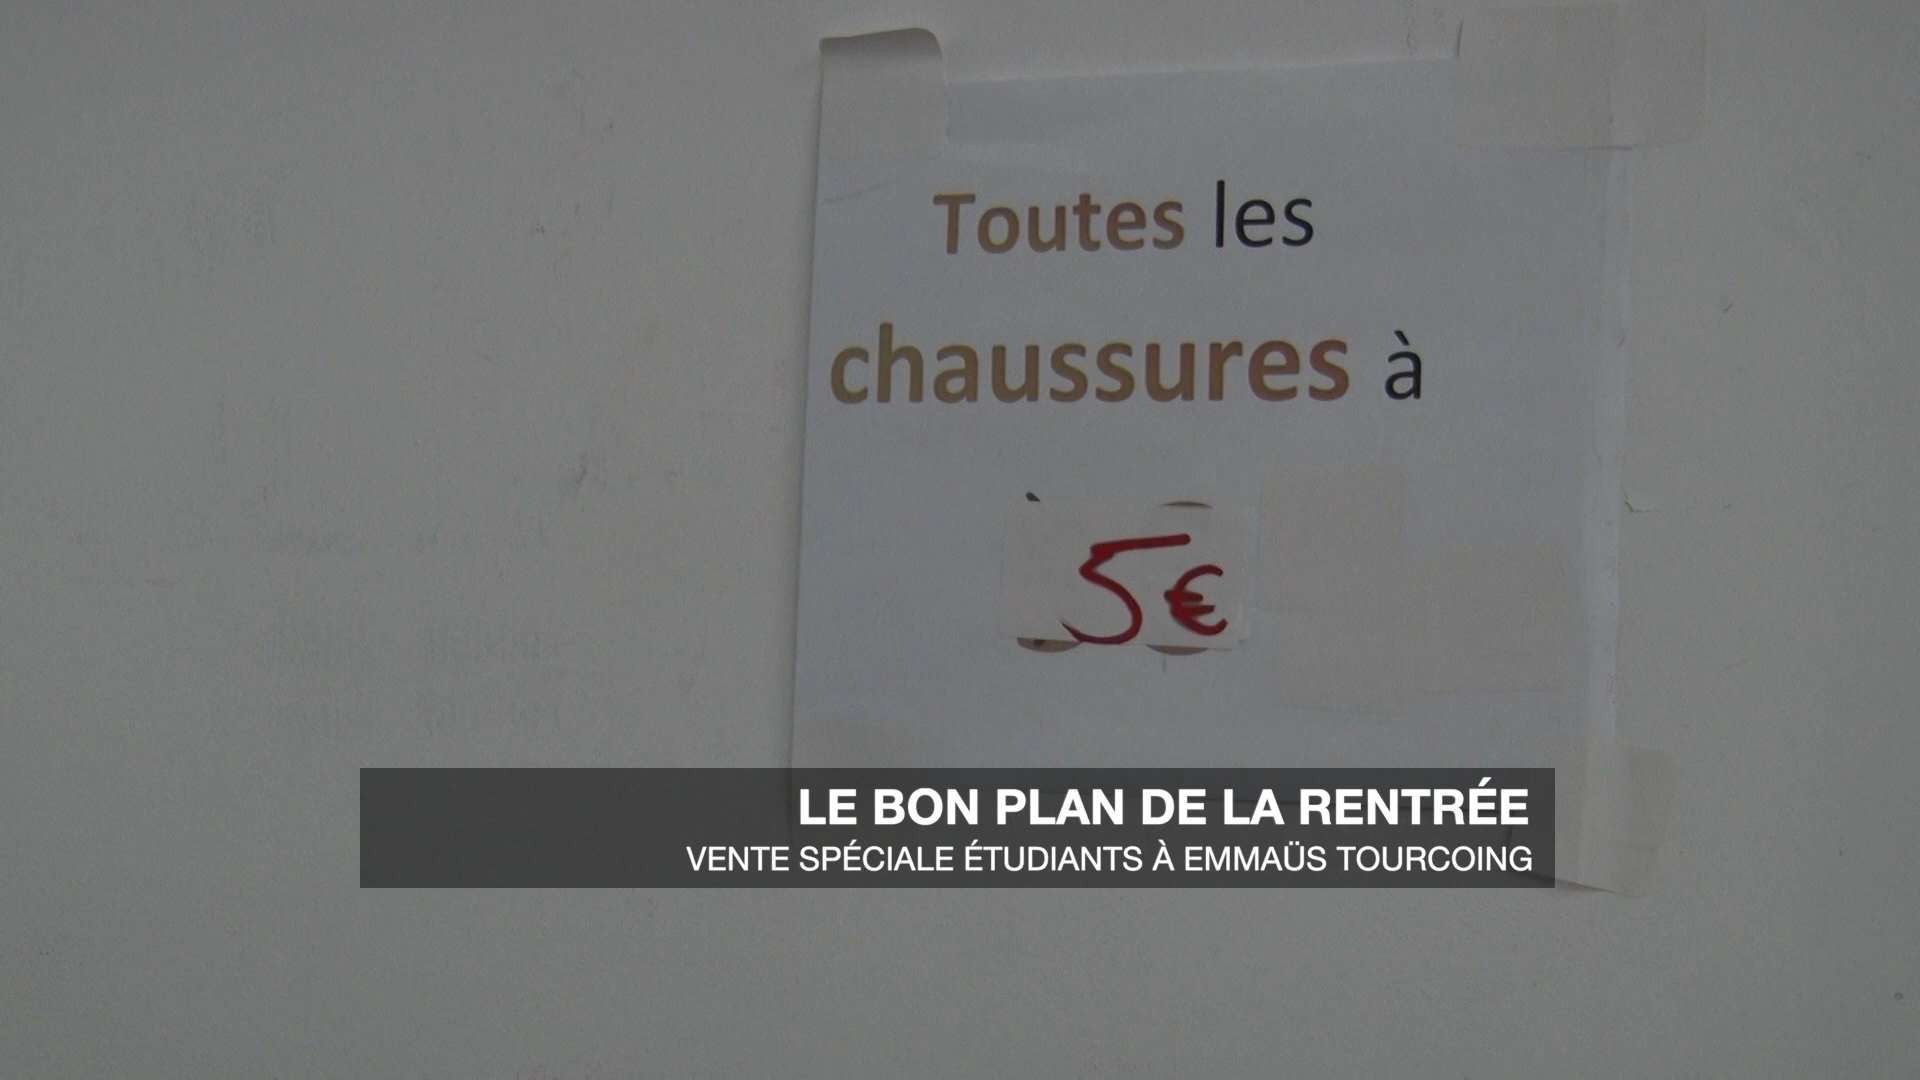 Toutes les
chaussures à
5€
LE BON PLAN DE LA RENTRÉE
VENTE SPÉCIALE ÉTUDIANTS À EMMAÜS TOURCOING